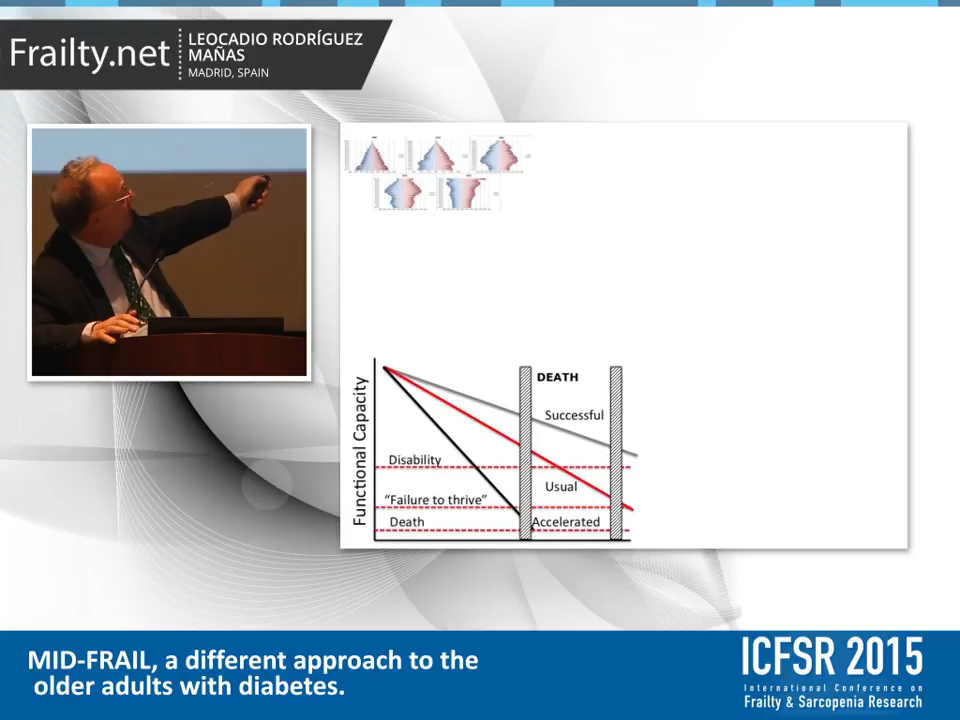 Frailty.net
LEOCADIO RODRÍGUEZ
MAÑAS
MADRID, SPAIN
Functional Capacity
DEATH
Successful
Disability
Usual
"Failure to thrive"
Death
Accelerated
MID-FRAIL, a different approach to the
older adults with diabetes.
ICFSR 2015
International Conference on
Frailty & Sarcopenia Research